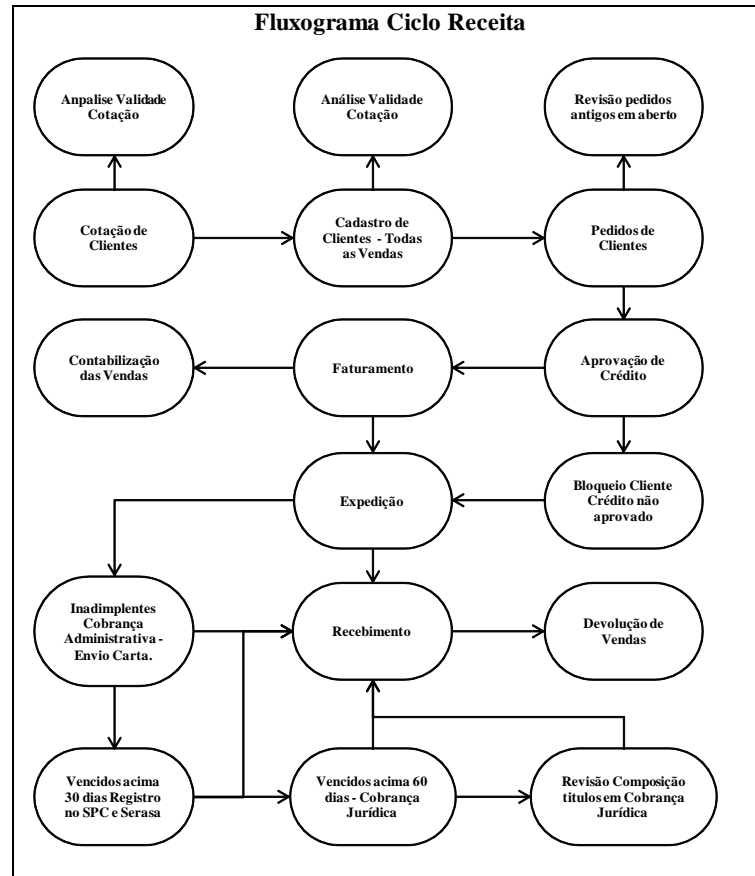 Fluxograma Ciclo Receita
Anpalise Validade
Cotação
Análise Validade
Cotação
Revisão pedidos
antigos em aberto
Cotação de
Clientes
Cadastro de
Clientes - Todas
as Vendas
Pedidos de
Clientes
Contabilização
das Vendas
Faturamento
Aprovação de
Crédito
Expedição
Bloqueio Cliente
Crédito não
aprovado
Inadimplentes
Cobrança
Administrativa -
Envio Carta.
Recebimento
Devolução de
Vendas
Vencidos acima
30 dias Registro
no SPC e Serasa
Vencidos acima 60
dias - Cobrança
Jurídica
Revisão Composição
titulos em Cobrança
Jurídica